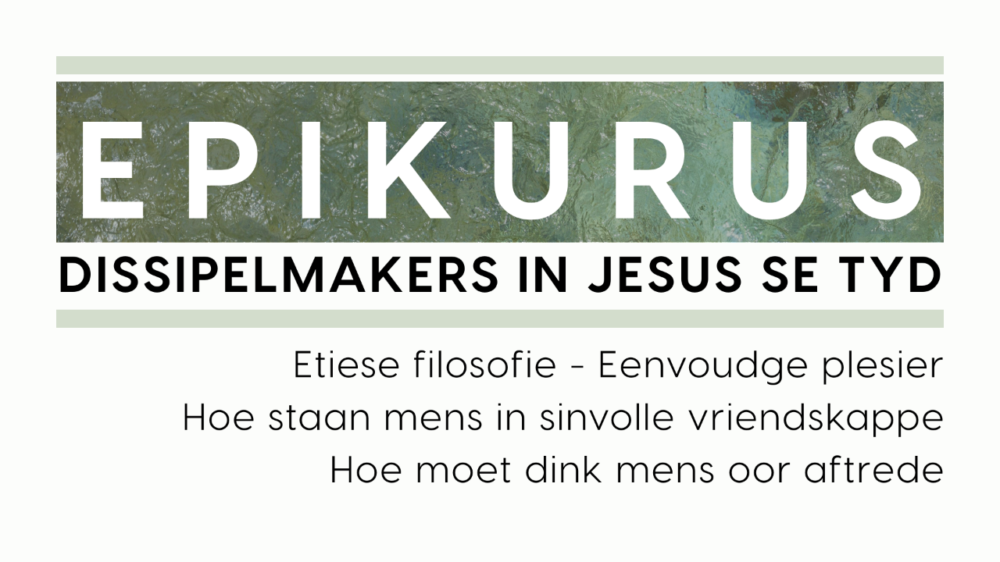 EPIKURUS
DISSIPELMAKERS IN JESUS SE TYD
Etiese filosofie - Eenvoudge plesier
Hoe staan mens in sinvolle vriendskappe
Hoe moet dink mens oor aftrede